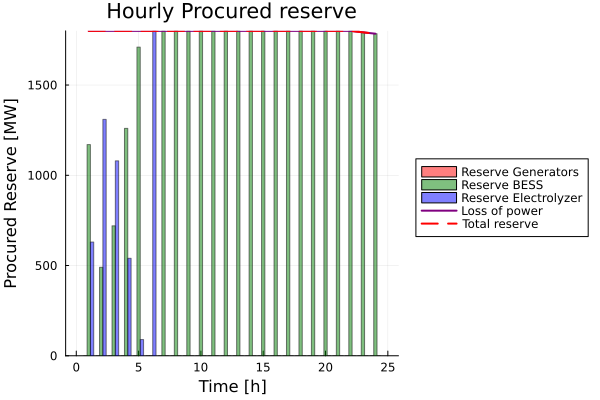 Hourly Procured reserve
Procured Reserve [MW]
1500
1000
500
0
0 5 10 15 20 25
Time [h]
Reserve Generators
Reserve BESS
Reserve Electrolyzer
Loss of power
Total reserve